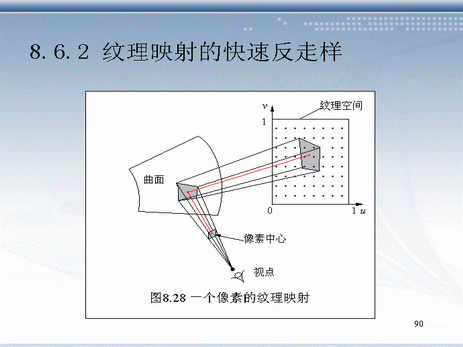 8.6.2 纹理映射的快速反走样
v
纹理空间
1
曲面
0
1 u
像素中心
视点
图8.28 一个像素的纹理映射
90